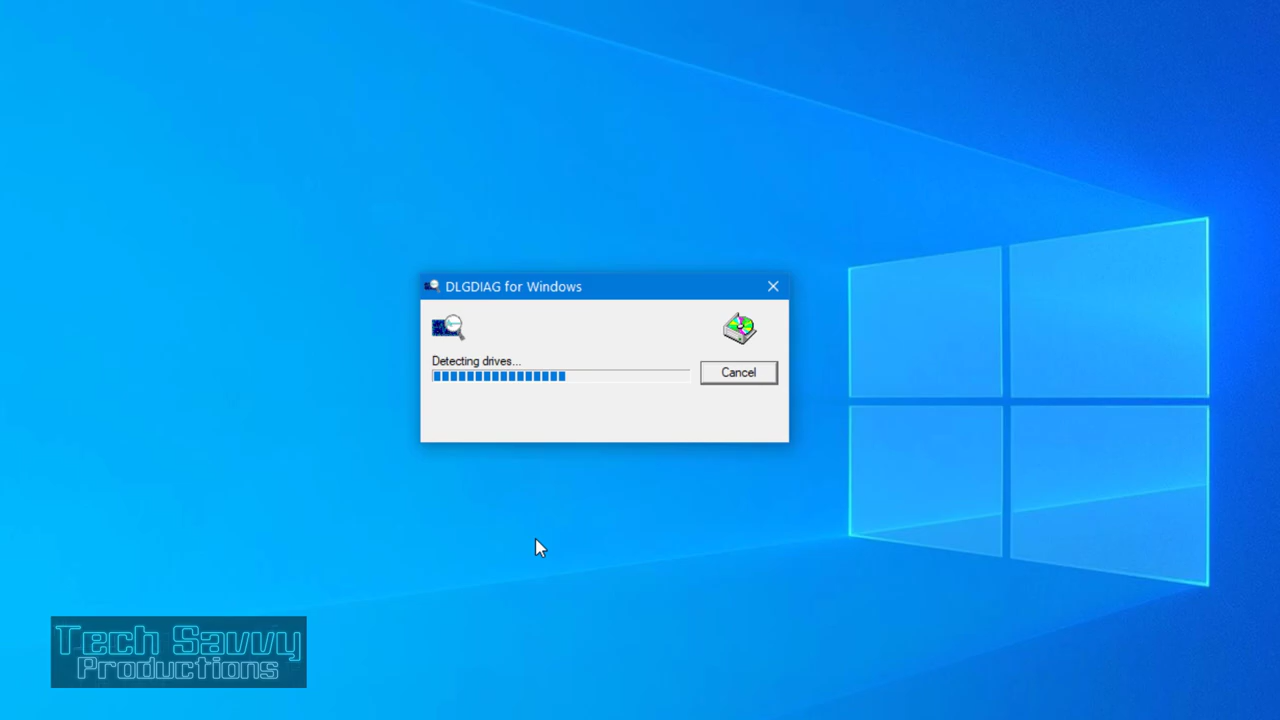 DLGDIAG for Windows
Detecting drives...
Cancel
Tech Savvy
Productions